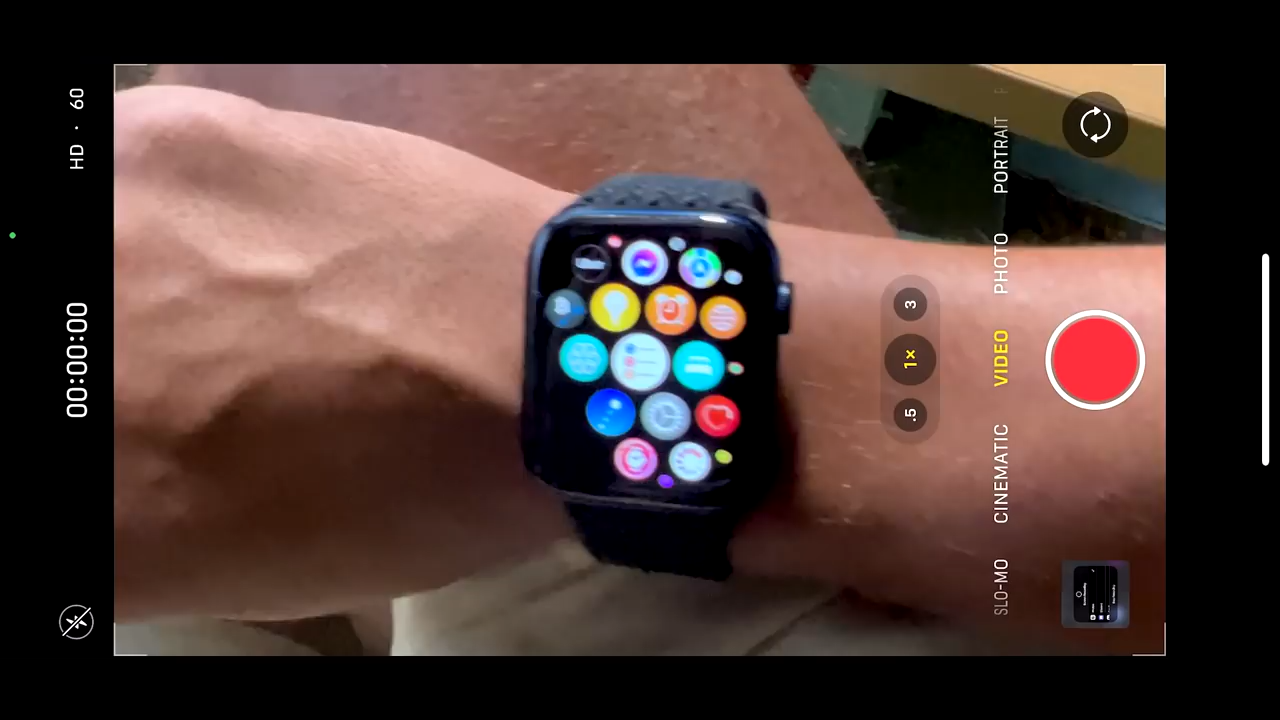 HD · 60
00:00:00
3
1×
.5
PORTRAIT
PHOTO
VIDEO
CINEMATIC
SLO-MO